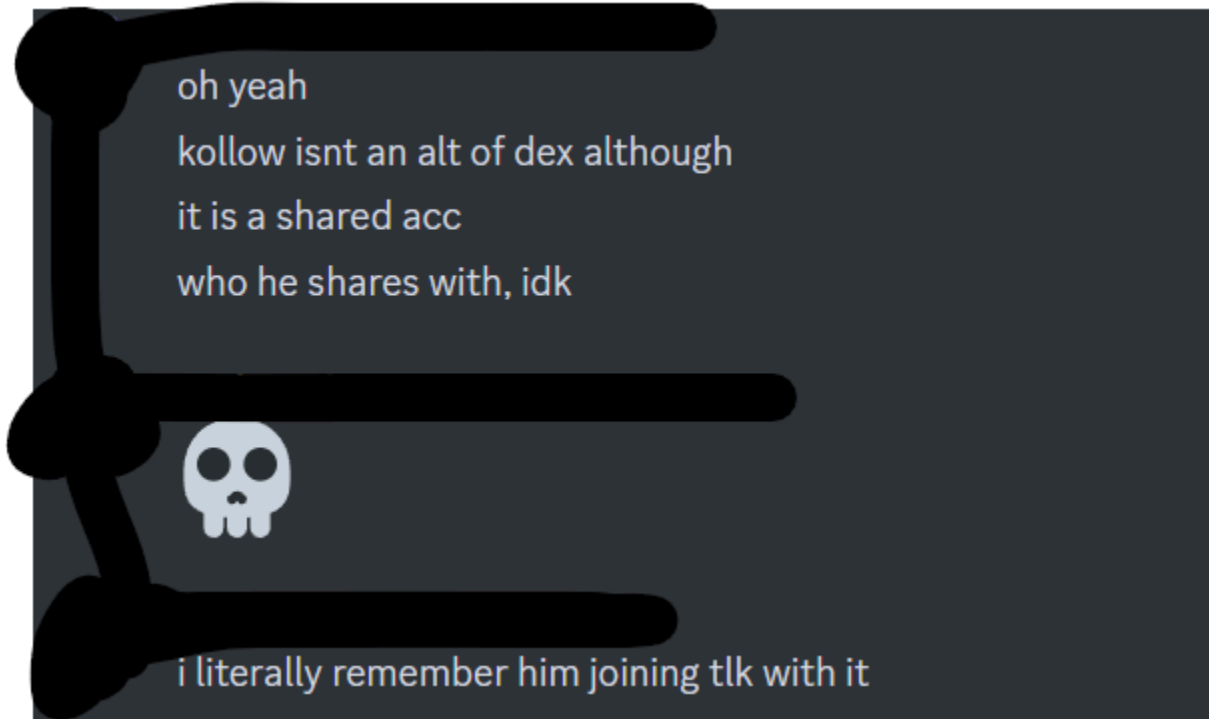 oh yeah
kollow isnt an alt of dex although
it is a shared acc
who he shares with, idk
i literally remember him joining tlk with it